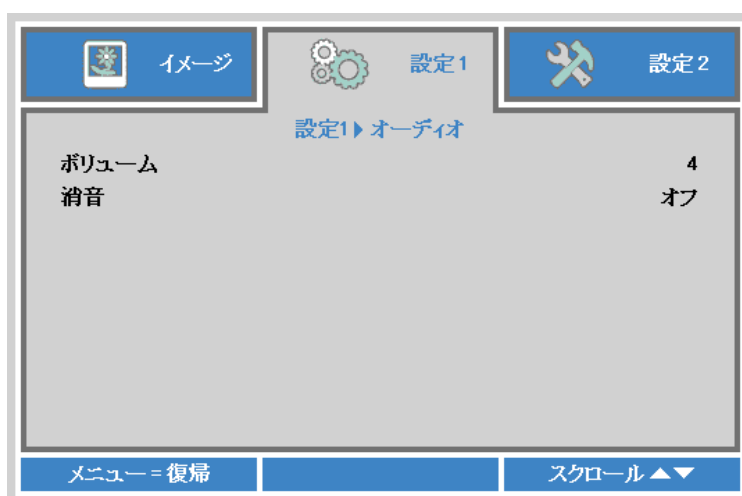 イメージ
設定1
設定2
設定1▶オーディオ
ボリューム 4
消音 オフ
メニュー=復帰
スクロール▲▼